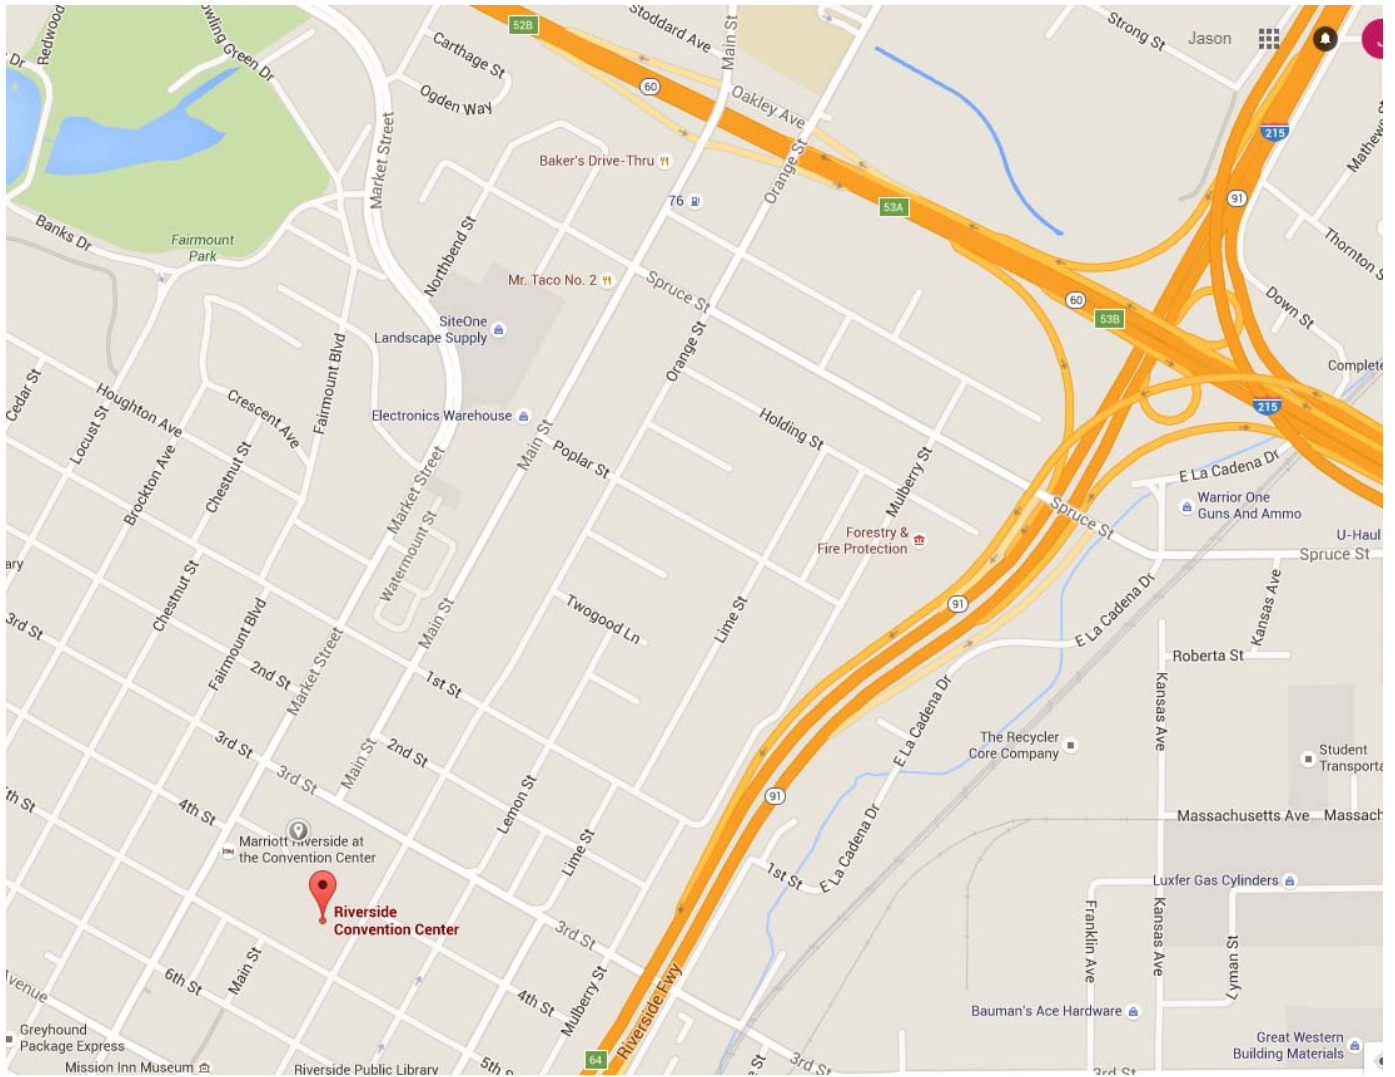 Redwood
owling Green Dr
Dr
52B
Stoddard Ave
Main St
Strong St
Jason
J
Carthage St
Ogden Way
60
Oakley Ave
215
Mathews St
Market Street
Baker's Drive-Thru
Orange St
76
53A
91
Banks Dr
Fairmount
Park
Northbend St
Mr. Taco No. 2
Spruce St
Thornton S
60
53B
Down St
SiteOne
Landscape Supply
Fairmount Blvd
Orange St
Complete
Cedar St
Houghton Ave
Locust St
Crescent Ave
Electronics Warehouse
Holding St
215
Brockton Ave
Chestnut St
Market Street
Main St
Poplar St
Mulberry St
E La Cadena Dr
Warrior One
Guns And Ammo
Spruce St
Forestry &
Fire Protection
U-Haul
Spruce St
ary
Watermount St
Chestnut St
91
Kansas Ave
3rd St
Fairmount Blvd
Main St
Twogood Ln
Lime St
E La Cadena Dr
Roberta St
2nd St
Market Street
1st St
Kansas Ave
E La Cadena Dr
3rd St
2nd St
The Recycler
Core Company
Student
Transporta
3rd St
Main St
5th St
4th St
Lemon St
91
Massachusetts Ave
Massach
Marriott Riverside at
the Convention Center
Lime St
1st St
E La Cadena Dr
Luxfer Gas Cylinders
Riverside
Convention Center
3rd St
Franklin Ave
Kansas Ave
Lyman St
6th St
Main St
Avenue
4th St
Mulberry St
Riverside Fwy
Bauman's Ace Hardware
Greyhound
Package Express
Great Western
Building Materials
64
Mission Inn Museum
Riverside Public Library
5th St
e St
3rd St
3rd St